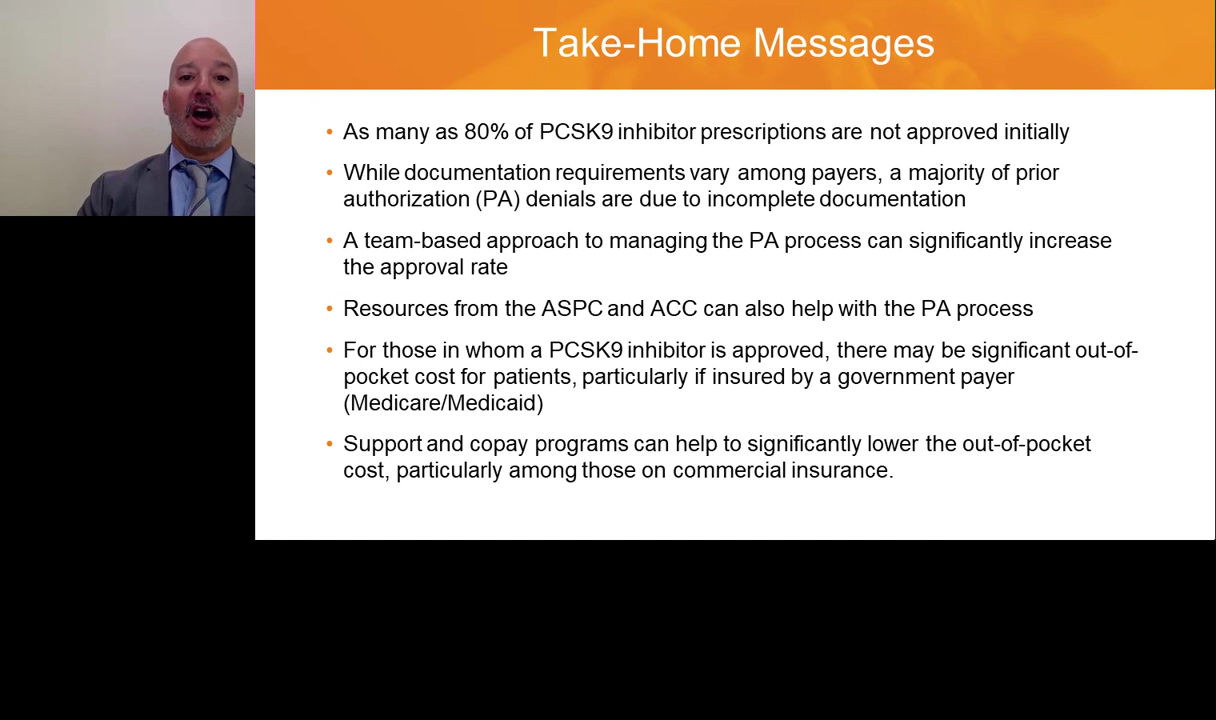 Take-Home Messages
• As many as 80% of PCSK9 inhibitor prescriptions are not approved initially
• While documentation requirements vary among payers, a majority of prior
authorization (PA) denials are due to incomplete documentation
• A team-based approach to managing the PA process can significantly increase
the approval rate
• Resources from the ASPC and ACC can also help with the PA process
• For those in whom a PCSK9 inhibitor is approved, there may be significant out-of-
pocket cost for patients, particularly if insured by a government payer
(Medicare/Medicaid)
• Support and copay programs can help to significantly lower the out-of-pocket
cost, particularly among those on commercial insurance.